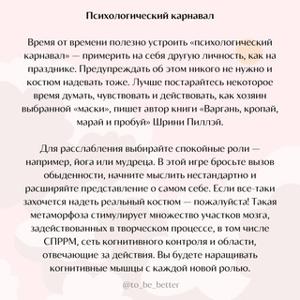 Психологический карнавал
Время от времени полезно устроить «психологический
карнавал» — примерить на себя другую личность, как на
празднике. Предупреждать об этом никого не нужно и
костюм надевать тоже. Лучше постарайтесь некоторое
время думать, чувствовать и действовать, как хозяин
выбранной «маски», пишет автор книги «Варгань, кропай,
марай и пробуй» Шрини Пиллэй.
Для расслабления выбирайте спокойные роли —
например, йога или мудреца. В этой игре бросьте вызов
обыденности, начните мыслить нестандартно и
расширяйте представление о самом себе. Если все-таки
захочется надеть реальный костюм — пожалуйста! Такая
метаморфоза стимулирует множество участков мозга,
задействованных в творческом процессе, в том числе
СПРРМ, сеть когнитивного контроля и области,
отвечающие за действия. Вы будете наращивать
когнитивные мышцы с каждой новой ролью.
@to_be_better